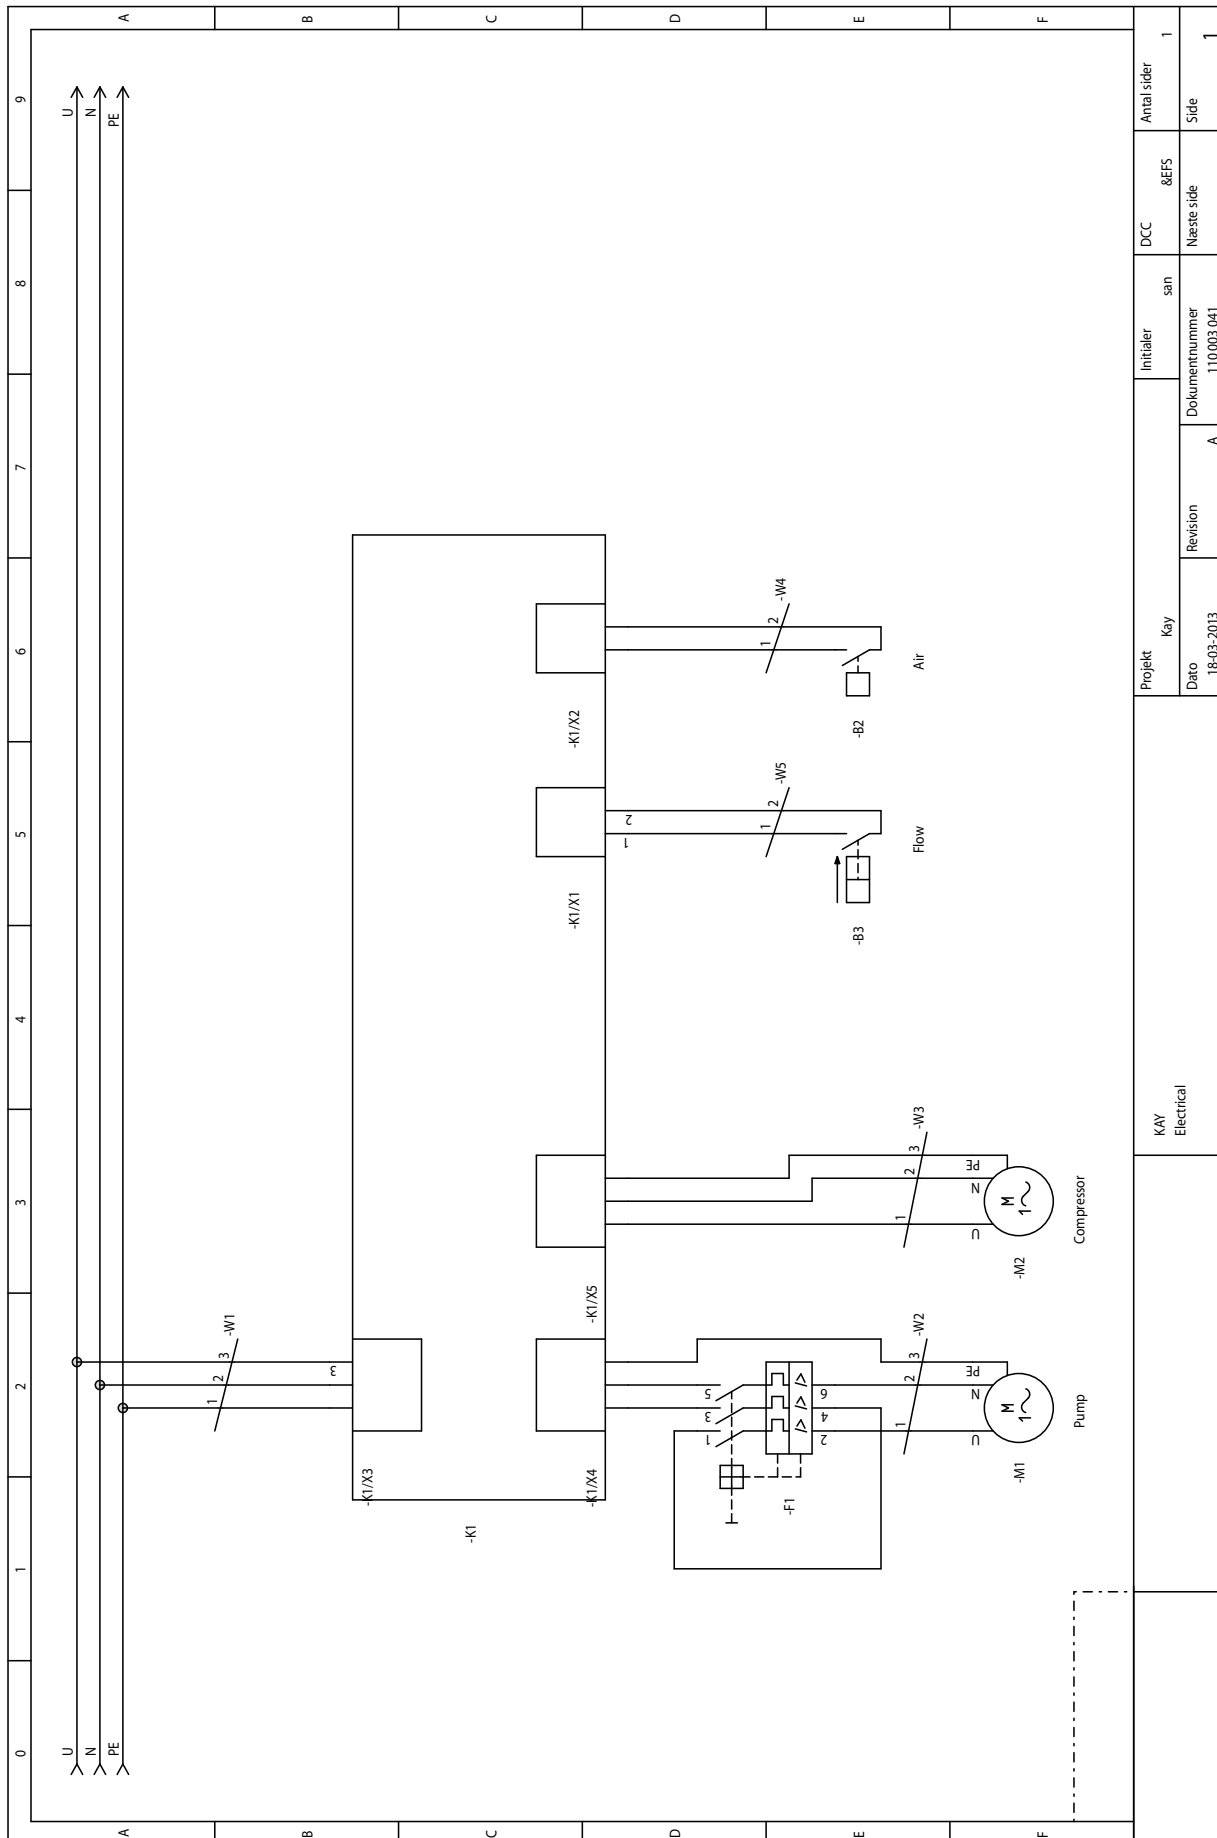 0 1 2 3 4 5 6 7 8 9
A
A
U
U
N
N
PE
PE
B
B
1 2 3 -W1
3
-K1/X3
C
C
-K1
-K1/X4
-K1/X5
-K1/X1
-K1/X2
D
D
1 2
1 3 5
-F1
2 4 6
1 2 -W5
1 2 -W4
E
E
-B3
-B2
1 2 3 -W2
1 2 3 -W3
Flow
Air
U N PE
U N PE
F
F
-M1
M
1
-M2
M
1
Pump
Compressor
KAY
Electrical
Projekt
Kay
Initialer
san
DCC
&EFS
Antal sider
1
Dato
18-03-2013
Revision
A
Dokumentnummer
110 003 041
Næste side
Side
1